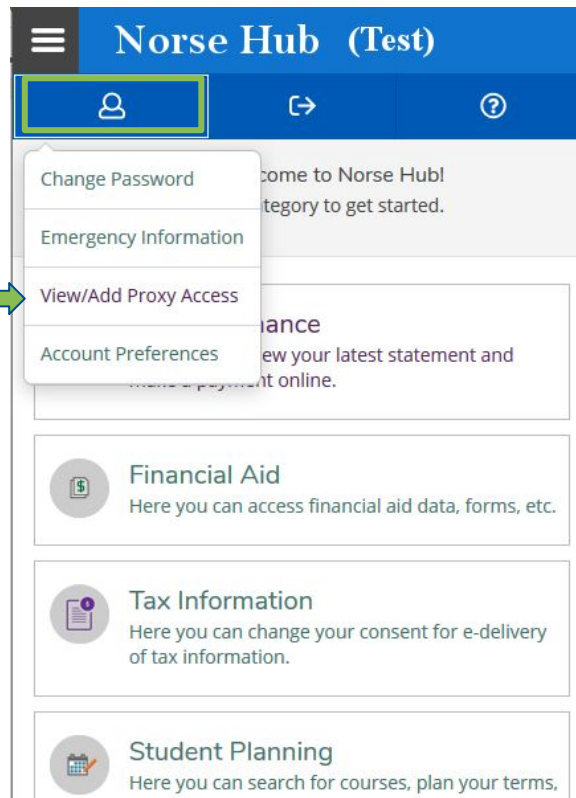 Norse Hub (Test)
Change Password
Emergency Information
View/Add Proxy Access
Account Preferences
come to Norse Hub!
tegory to get started.
ance
ew your latest statement and
nt online.
Financial Aid
Here you can access financial aid data, forms, etc.
Tax Information
Here you can change your consent for e-delivery
of tax information.
Student Planning
Here you can search for courses, plan your terms,